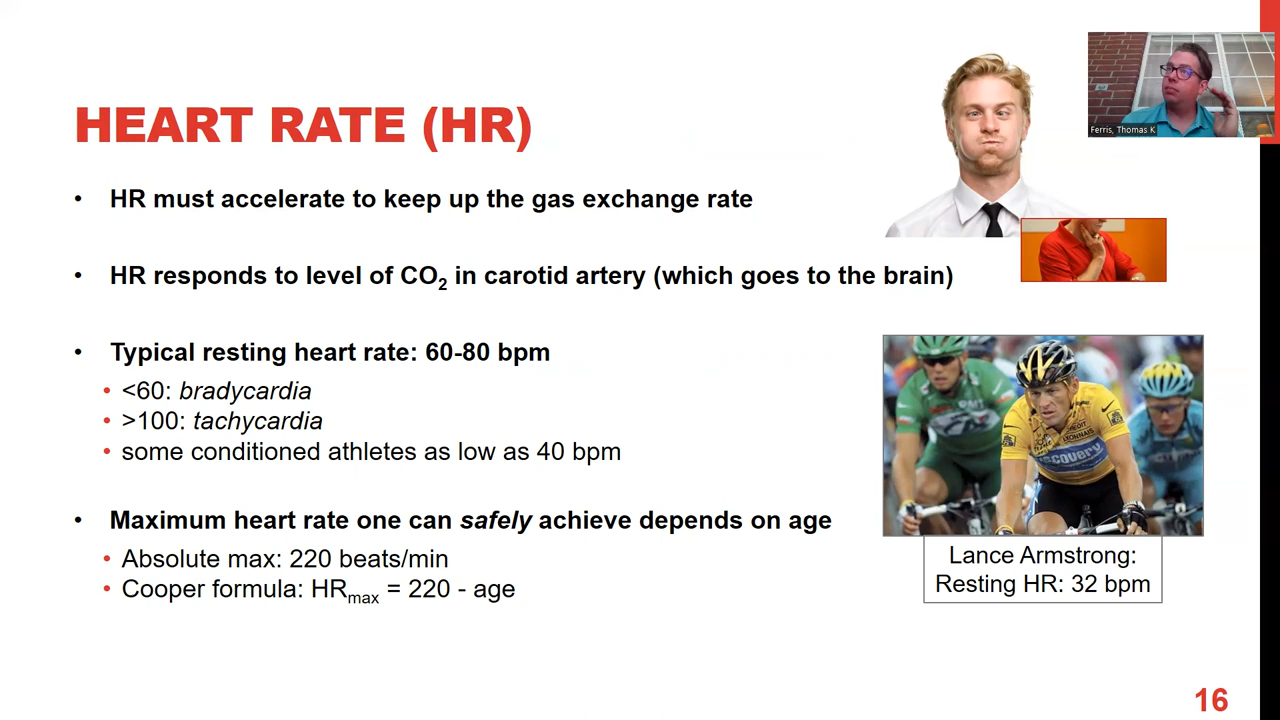 HEART RATE (HR)
Ferris, Thomas K
• HR must accelerate to keep up the gas exchange rate
• HR responds to level of CO2 in carotid artery (which goes to the brain)
• Typical resting heart rate: 60-80 bpm
• <60: bradycardia
• >100: tachycardia
• some conditioned athletes as low as 40 bpm
• Maximum heart rate one can safely achieve depends on age
• Absolute max: 220 beats/min
• Cooper formula: HRmax = 220 - age
Discovery
Lance Armstrong:
Resting HR: 32 bpm
16